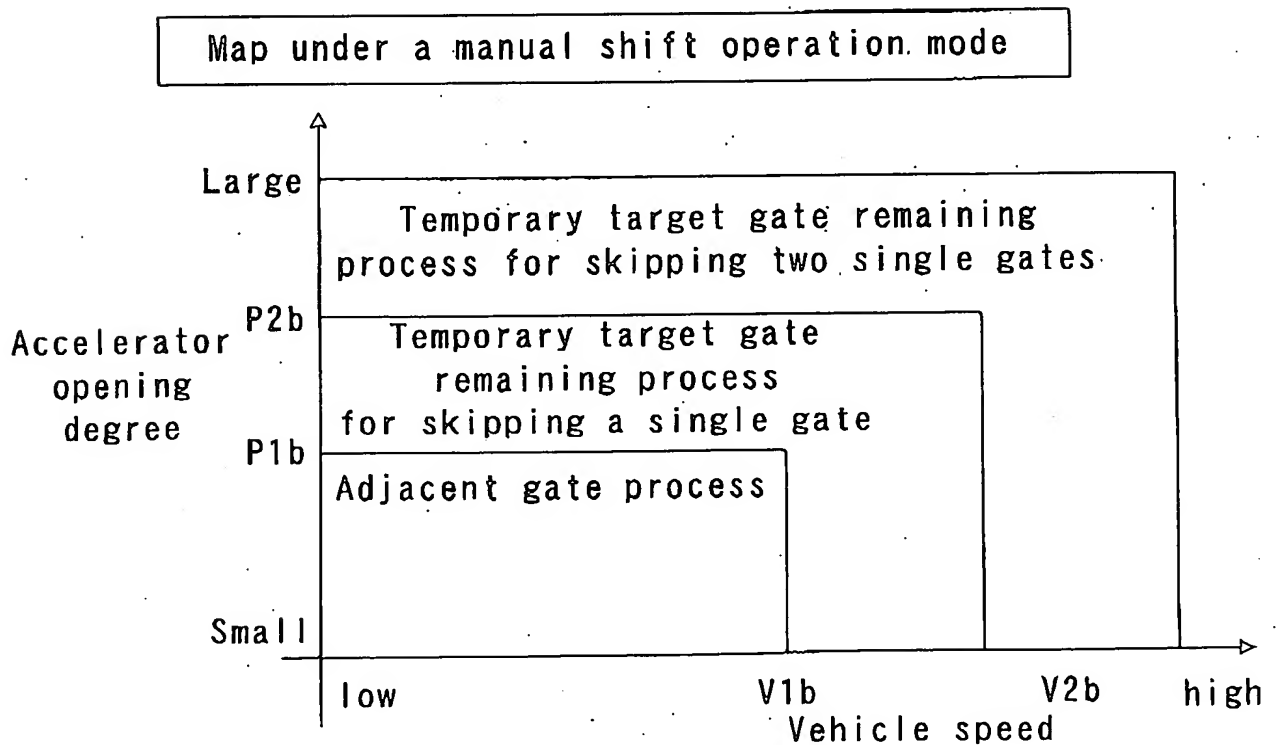 Map under a manual shift operation mode
Large
Temporary target gate remaining
process for skipping two single gates
P2b
Accelerator
opening
degree
Temporary target gate
remaining process
for skipping a single gate
P1b
Adjacent gate process
Small
low
V1b
V2b
high
Vehicle speed